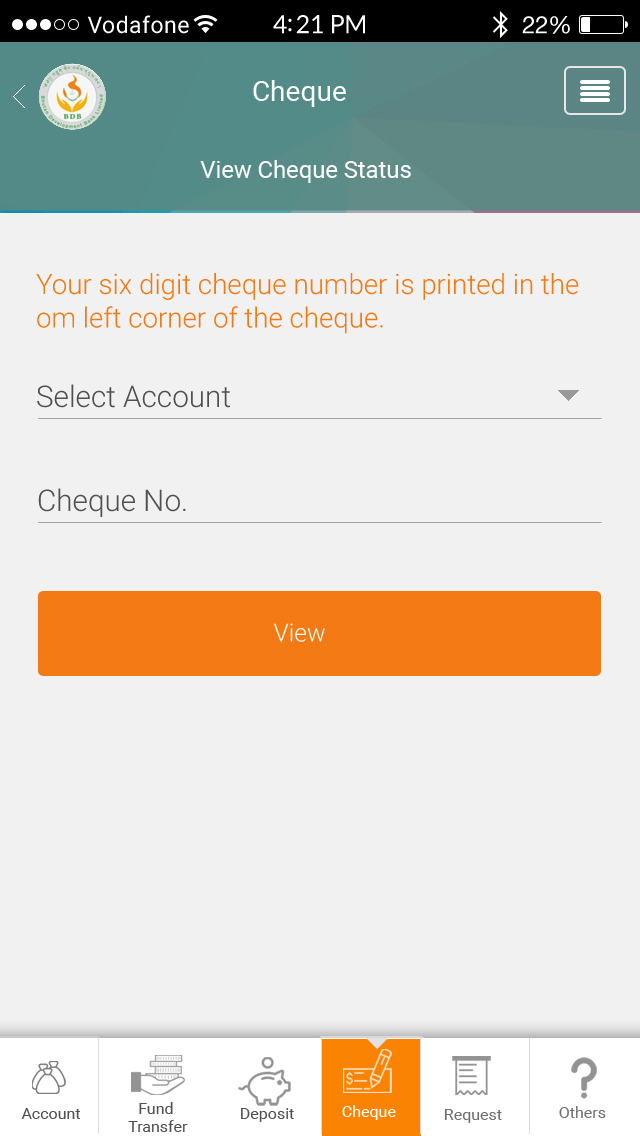 Vodafone 4:21 PM 22%
BDB
Cheque
View Cheque Status
Your six digit cheque number is printed in the
om left corner of the cheque.
Select Account
Cheque No.
View
Account
Fund
Transfer
Deposit
Cheque
Request
Others